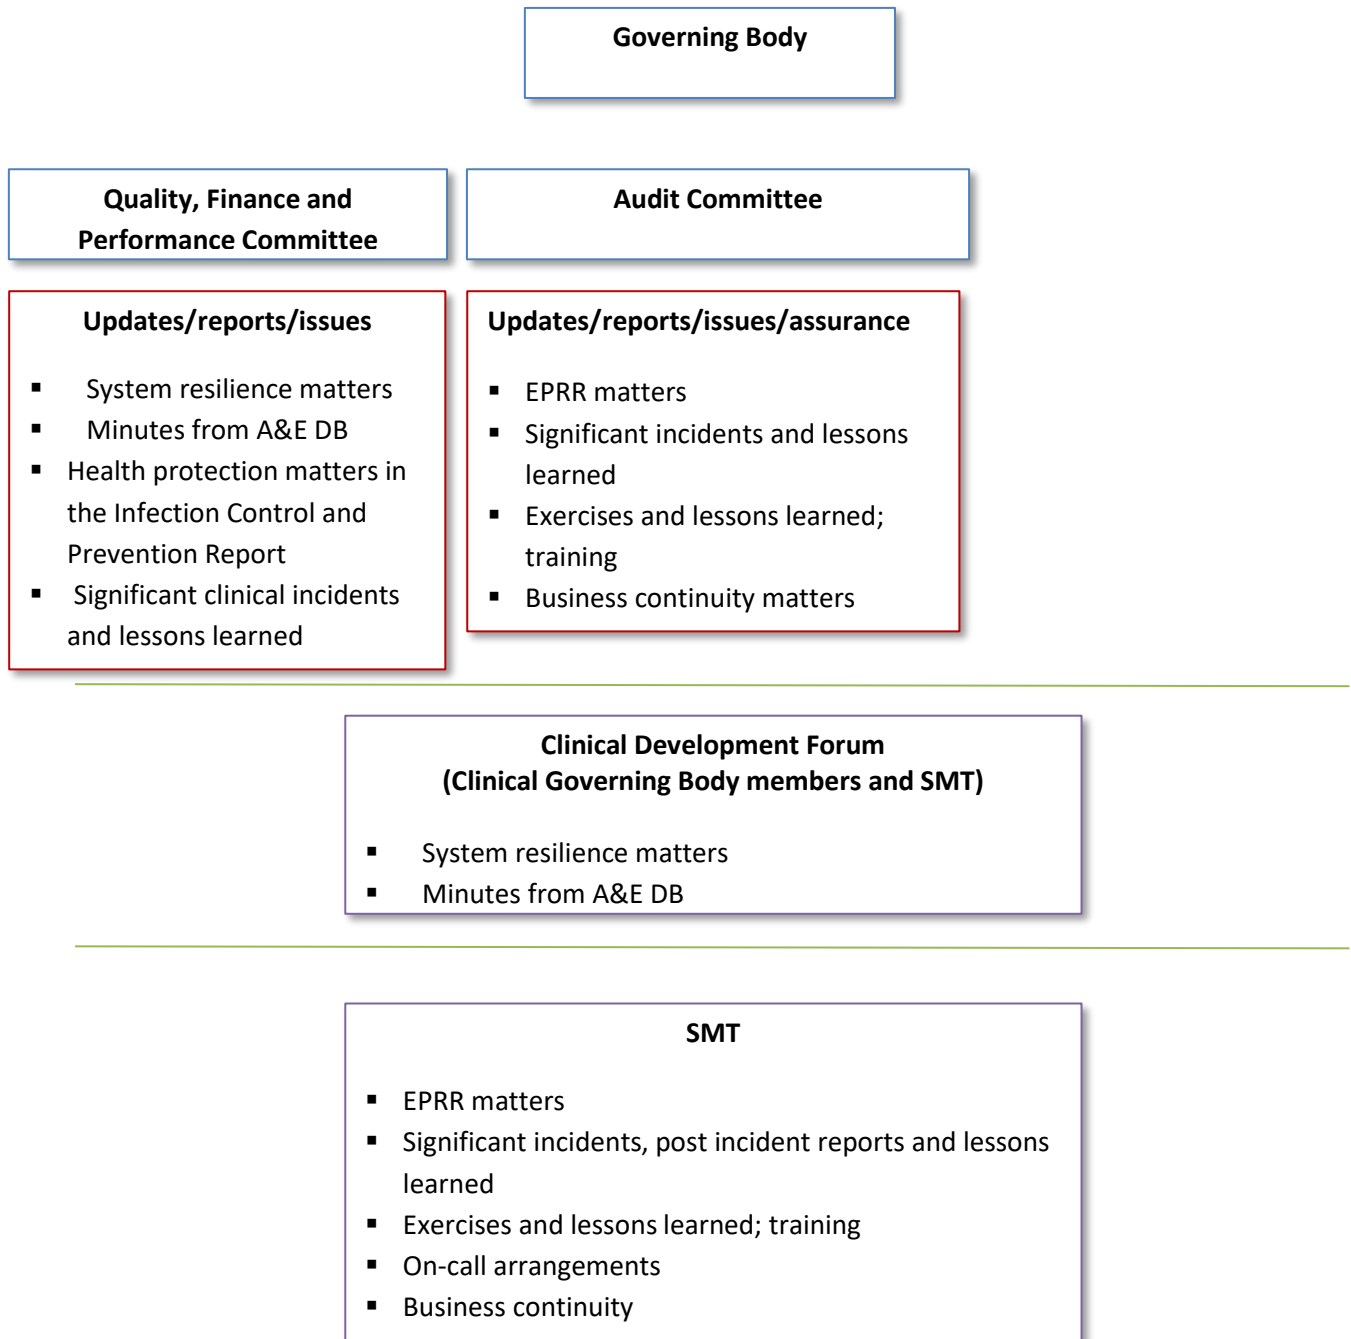 Governing Body
Quality, Finance and
Performance Committee
Audit Committee
Updates/reports/issues
▪ System resilience matters
▪ Minutes from A&E DB
▪ Health protection matters in
the Infection Control and
Prevention Report
▪ Significant clinical incidents
and lessons learned
Updates/reports/issues/assurance
▪ EPRR matters
▪ Significant incidents and lessons
learned
▪ Exercises and lessons learned;
training
▪ Business continuity matters
Clinical Development Forum
(Clinical Governing Body members and SMT)
▪ System resilience matters
▪ Minutes from A&E DB
SMT
▪ EPRR matters
▪ Significant incidents, post incident reports and lessons
learned
▪ Exercises and lessons learned; training
▪ On-call arrangements
▪ Business continuity